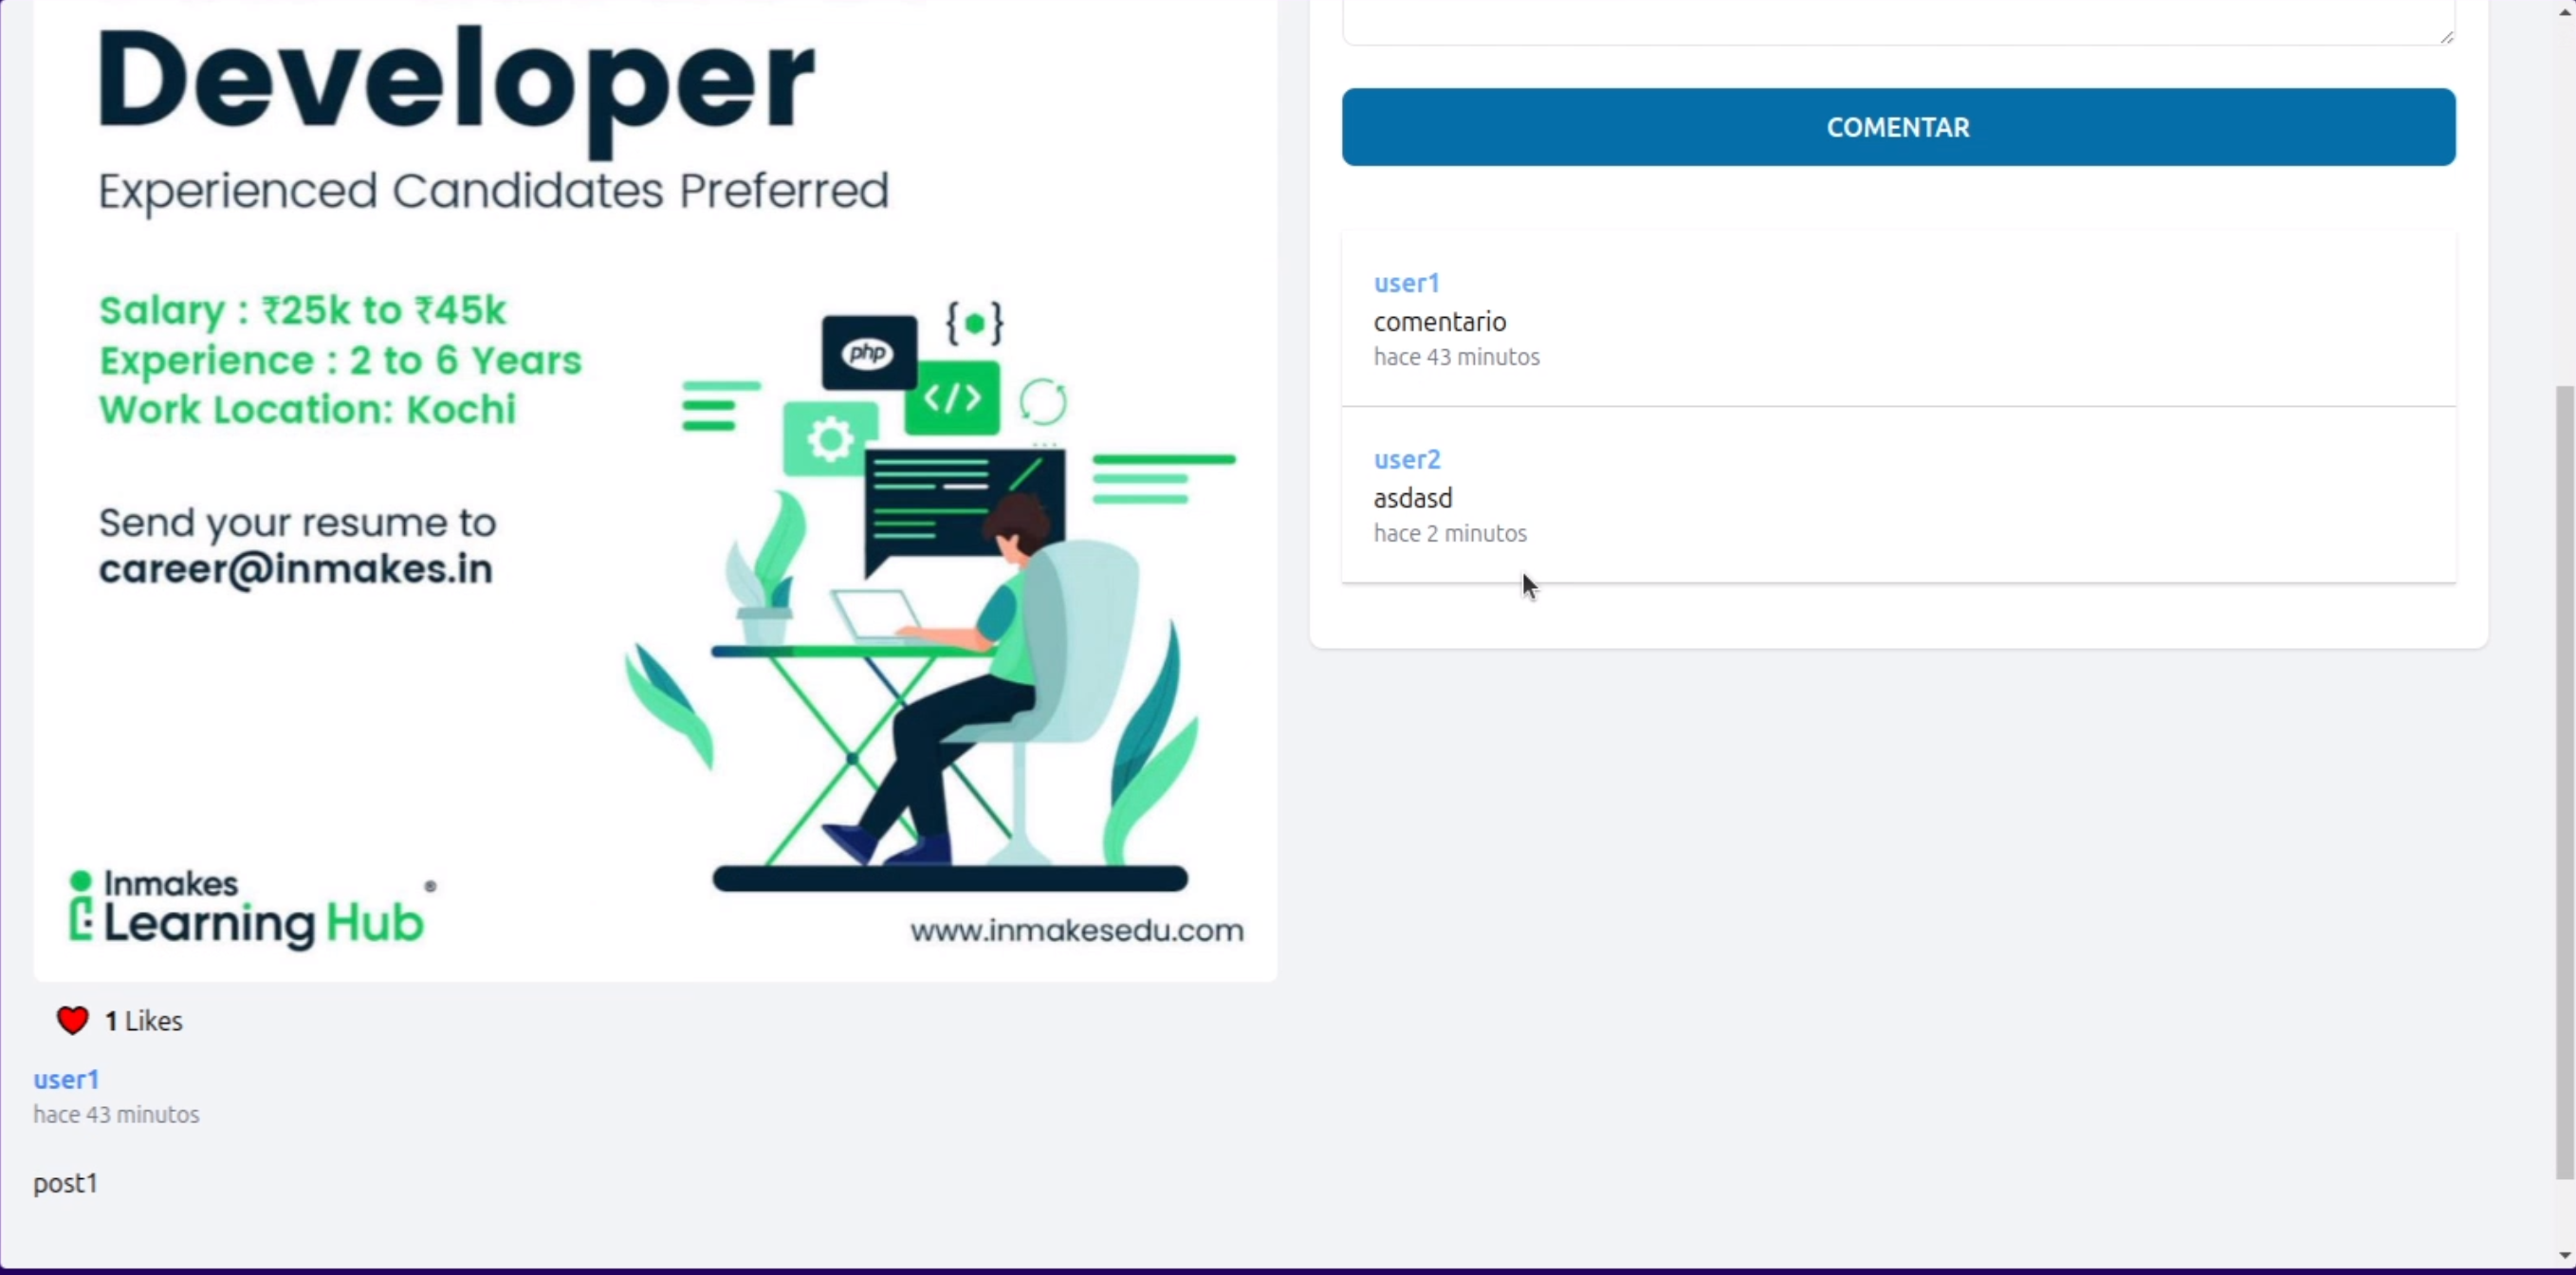 Developer
Experienced Candidates Preferred
Salary : ₹25k to ₹45k
Experience : 2 to 6 Years
Work Location: Kochi
Send your resume to
career@inmakes.in
php
{ }
</>
Inmakes
Learning Hub
®
www.inmakesedu.com
1 Likes
user1
hace 43 minutos
post1
COMENTAR
user1
comentario
hace 43 minutos
user2
asdasd
hace 2 minutos